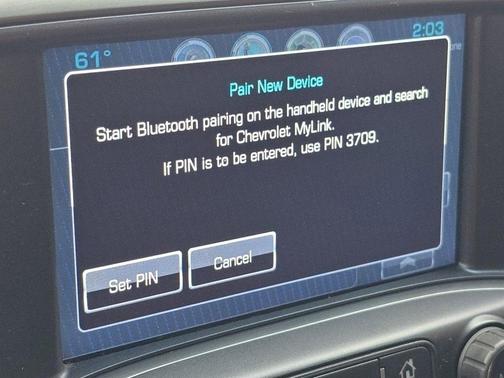 61°
2:03
one
Pair New Device
Start Bluetooth pairing on the handheld device and search
for Chevrolet MyLink.
If PIN is to be entered, use PIN 3709.
Set PIN
Cancel